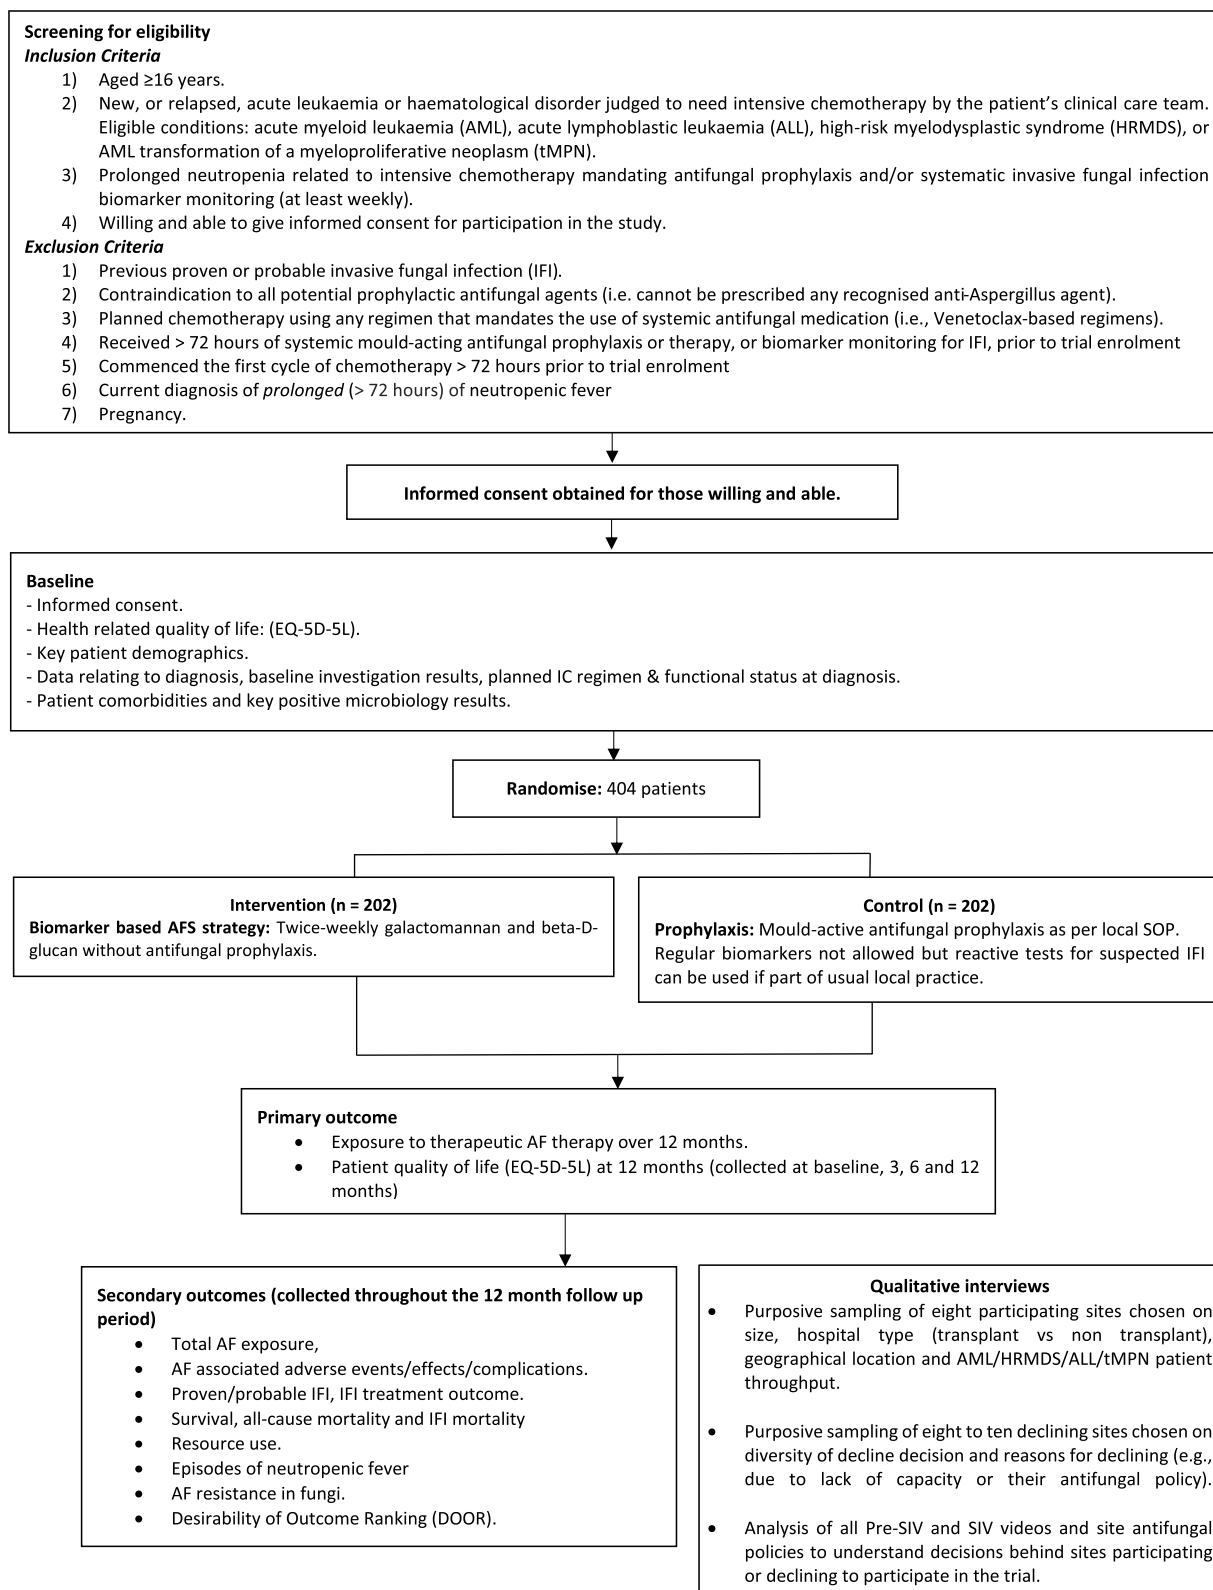 Screening for eligibility
Inclusion Criteria
1) Aged ≥16 years.
2) New, or relapsed, acute leukaemia or haematological disorder judged to need intensive chemotherapy by the patient's clinical care team.
Eligible conditions: acute myeloid leukaemia (AML), acute lymphoblastic leukaemia (ALL), high-risk myelodysplastic syndrome (HRMDS), or
AML transformation of a myeloproliferative neoplasm (tMPN).
3) Prolonged neutropenia related to intensive chemotherapy mandating antifungal prophylaxis and/or systematic invasive fungal infection
biomarker monitoring (at least weekly).
4) Willing and able to give informed consent for participation in the study.
Exclusion Criteria
1) Previous proven or probable invasive fungal infection (IFI).
2) Contraindication to all potential prophylactic antifungal agents (i.e. cannot be prescribed any recognised anti-Aspergillus agent).
3) Planned chemotherapy using any regimen that mandates the use of systemic antifungal medication (i.e., Venetoclax-based regimens).
4) Received > 72 hours of systemic mould-acting antifungal prophylaxis or therapy, or biomarker monitoring for IFI, prior to trial enrolment
5) Commenced the first cycle of chemotherapy > 72 hours prior to trial enrolment
6) Current diagnosis of prolonged (> 72 hours) of neutropenic fever
7) Pregnancy.
Informed consent obtained for those willing and able.
Baseline
- Informed consent.
- Health related quality of life: (EQ-5D-5L).
- Key patient demographics.
- Data relating to diagnosis, baseline investigation results, planned IC regimen & functional status at diagnosis.
- Patient comorbidities and key positive microbiology results.
Randomise: 404 patients
Intervention (n = 202)
Biomarker based AFS strategy: Twice-weekly galactomannan and beta-D-
glucan without antifungal prophylaxis.
Control (n = 202)
Prophylaxis: Mould-active antifungal prophylaxis as per local SOP.
Regular biomarkers not allowed but reactive tests for suspected IFI
can be used if part of usual local practice.
Primary outcome
• Exposure to therapeutic AF therapy over 12 months.
• Patient quality of life (EQ-5D-5L) at 12 months (collected at baseline, 3, 6 and 12
months)
Secondary outcomes (collected throughout the 12 month follow up
period)
• Total AF exposure,
• AF associated adverse events/effects/complications.
• Proven/probable IFI, IFI treatment outcome.
• Survival, all-cause mortality and IFI mortality
• Resource use.
• Episodes of neutropenic fever
• AF resistance in fungi.
• Desirability of Outcome Ranking (DOOR).
Qualitative interviews
• Purposive sampling of eight participating sites chosen on
size, hospital type (transplant vs non transplant),
geographical location and AML/HRMDS/ALL/tMPN patient
throughput.
• Purposive sampling of eight to ten declining sites chosen on
diversity of decline decision and reasons for declining (e.g.,
due to lack of capacity or their antifungal policy).
• Analysis of all Pre-SIV and SIV videos and site antifungal
policies to understand decisions behind sites participating
or declining to participate in the trial.